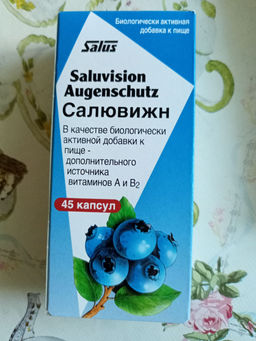 Биологически активная
добавка к пище
Salus
Saluvision
Augenschutz
Салювижн
В качестве биологически
активной добавки к
пище -
дополнительного
источника
витаминов А и В2
45 капсул